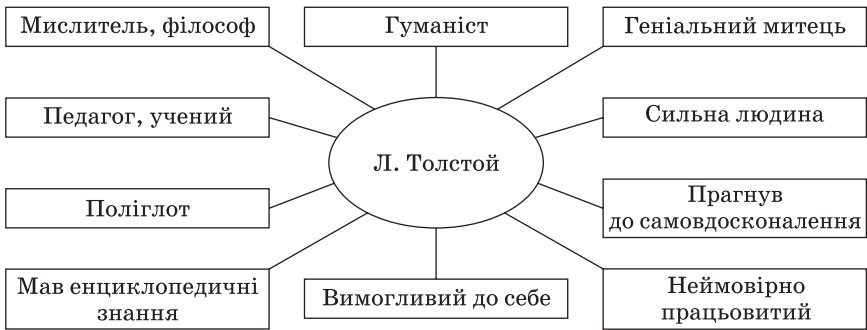 Мислитель, філософ
Гуманіст
Геніальний митець
Педагог, учений
Сильна людина
Л. Толстой
Поліглот
Прагнув
до самовдосконалення
Мав енциклопедичні
знання
Вимогливий до себе
Неймовірно
працьовитий